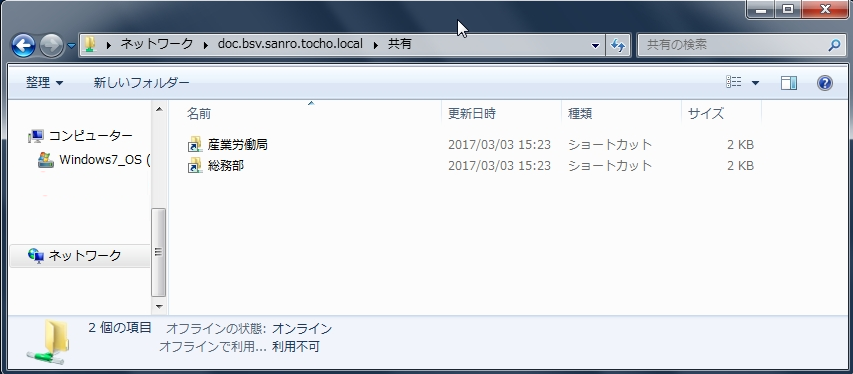 ネットワーク ▸ doc.bsv.sanro.tocho.local ▸ 共有
共有の検索
整理 新しいフォルダー
名前 更新日時 種類 サイズ
コンピューター
Windows7_OS (
ネットワーク
産業労働局 2017/03/03 15:23 ショートカット 2 KB
総務部 2017/03/03 15:23 ショートカット 2 KB
2 個の項目 オフラインの状態: オンライン
オフラインで利用... 利用不可